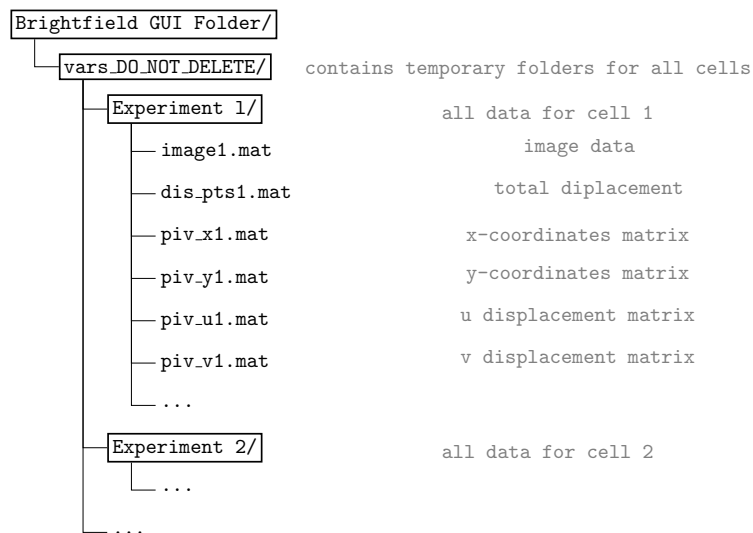 Brightfield GUI Folder/
vars_DO_NOT_DELETE/ contains temporary folders for all cells
Experiment 1/ all data for cell 1
image1.mat image data
dis_pts1.mat total diplacement
piv_x1.mat x-coordinates matrix
piv_y1.mat y-coordinates matrix
piv_u1.mat u displacement matrix
piv_v1.mat v displacement matrix
...
Experiment 2/ all data for cell 2
...
...